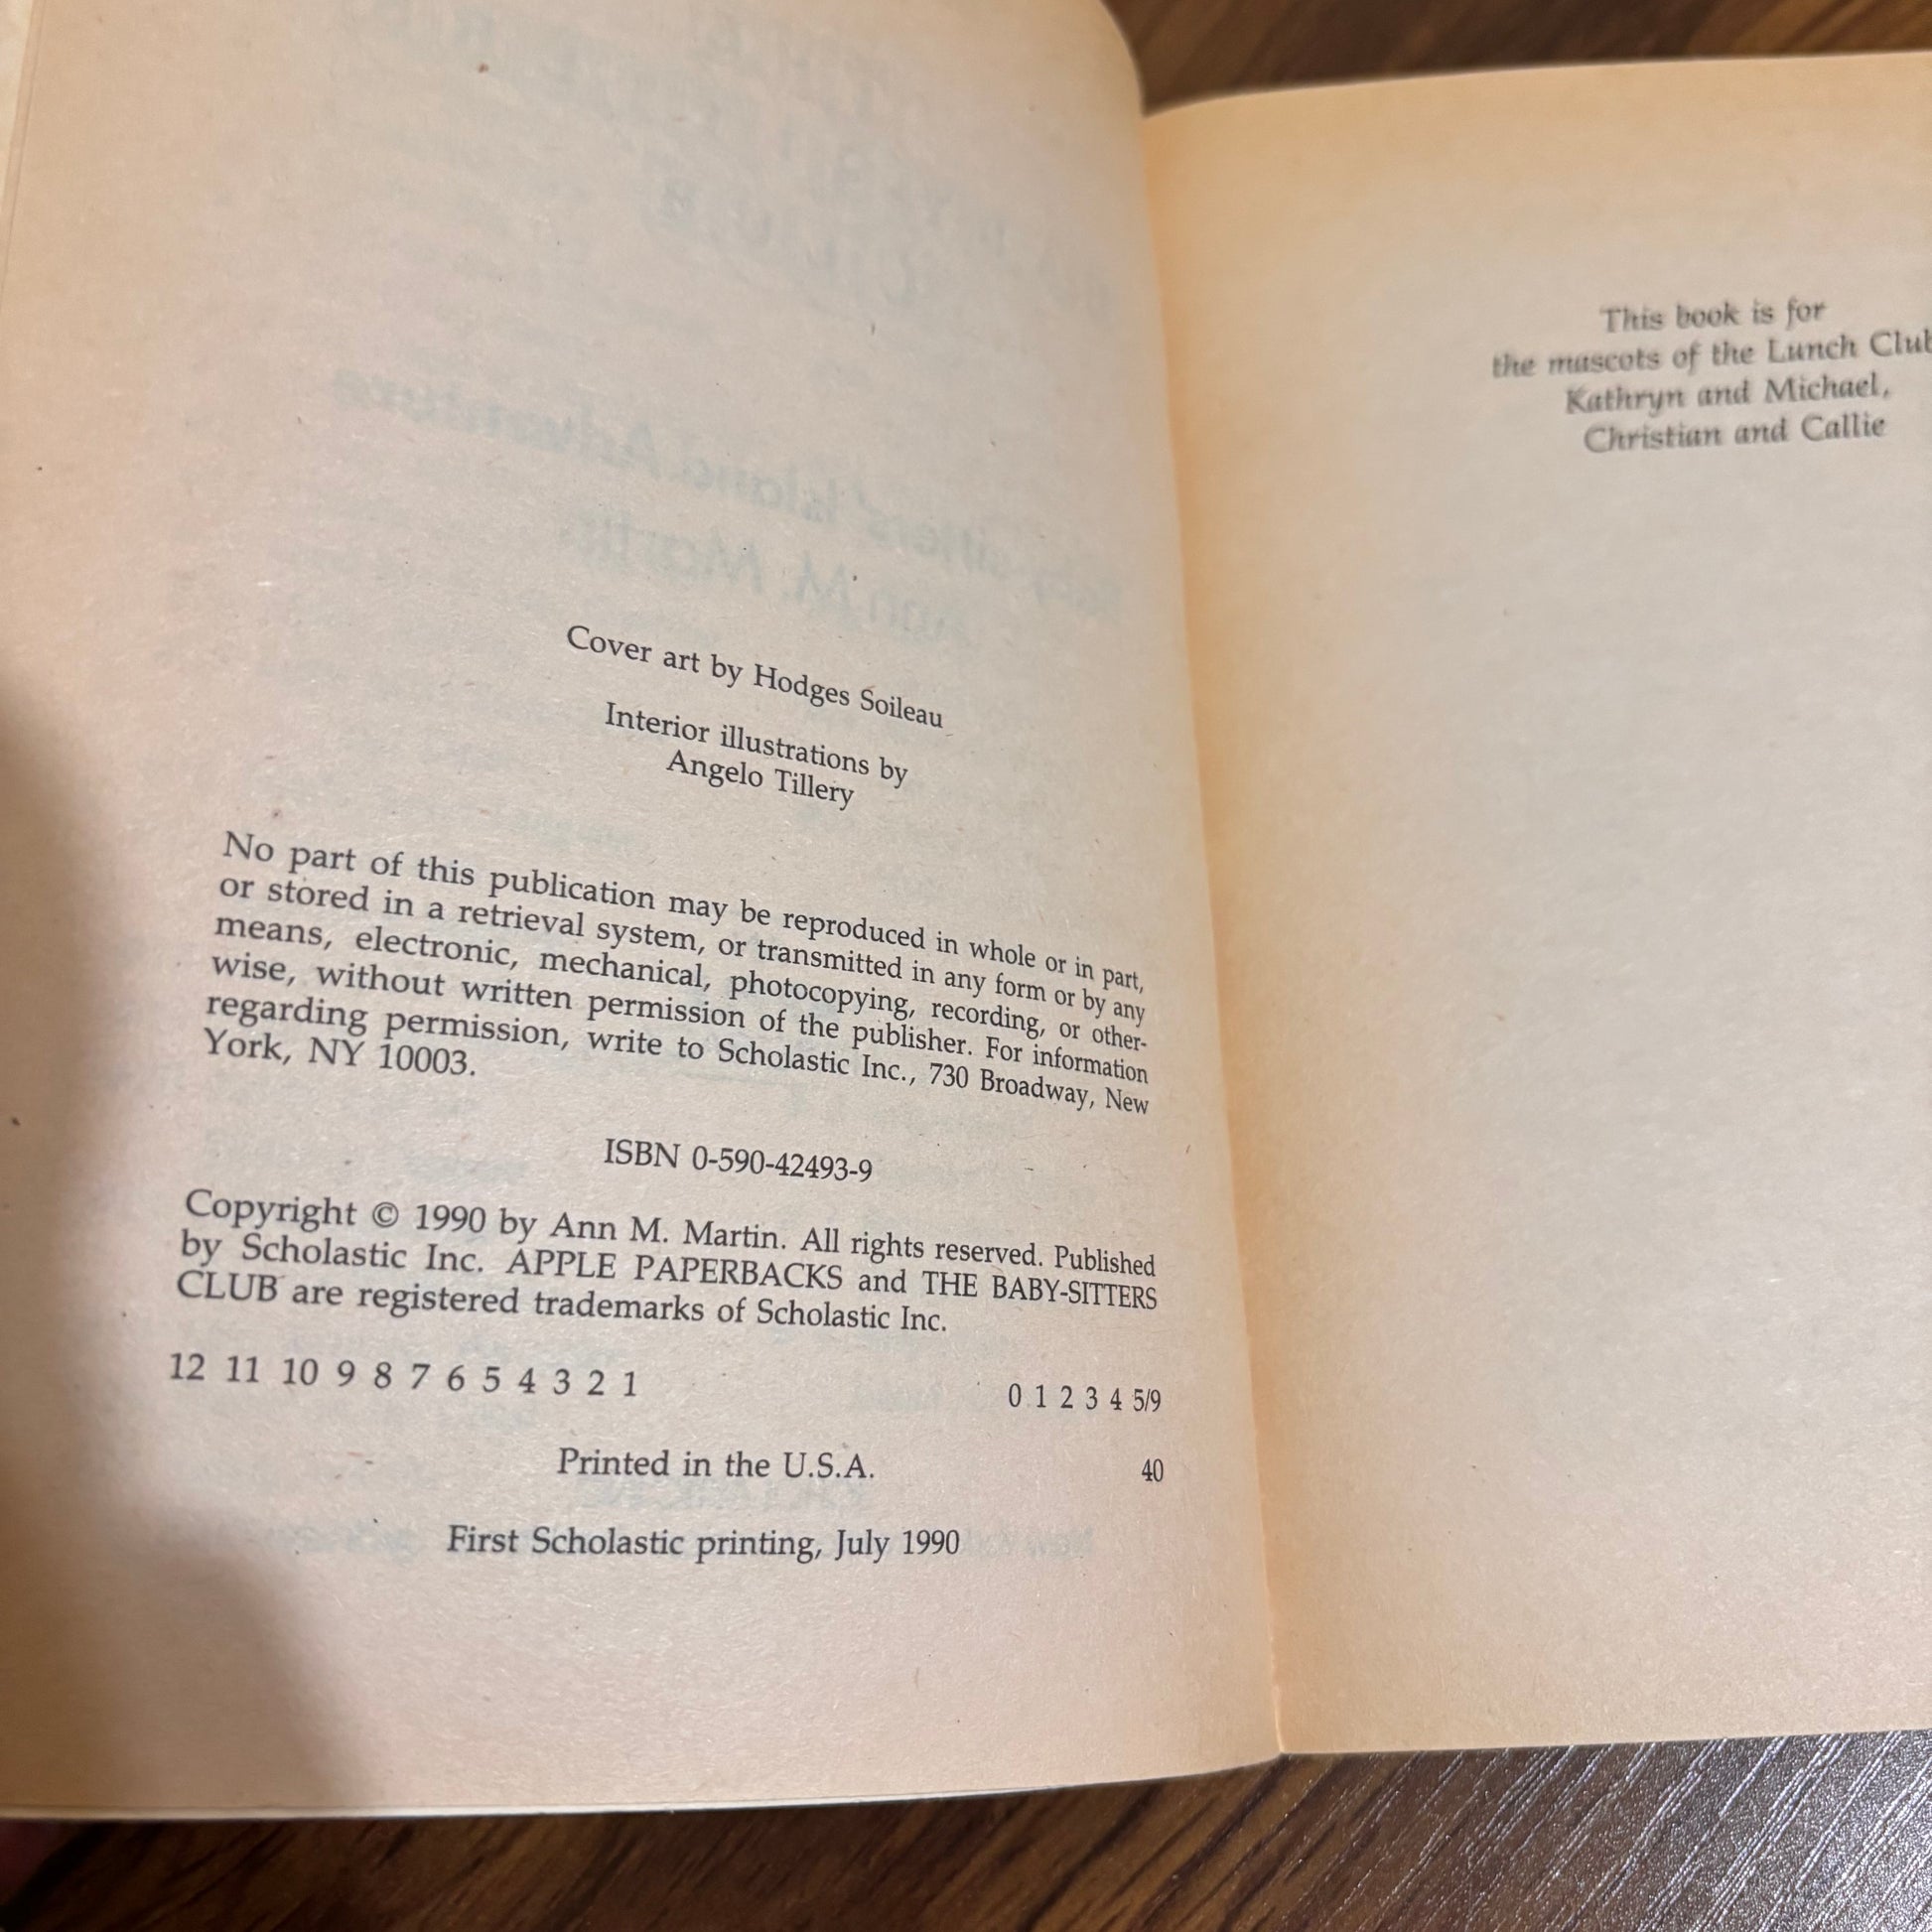 Cover art by Hodges Soileau
Interior illustrations by
Angelo Tillery
No part of this publication may be reproduced in whole or in part,
or stored in a retrieval system, or transmitted in any form or by any
means, electronic, mechanical, photocopying, recording, or other-
wise, without written permission of the publisher. For information
regarding permission, write to Scholastic Inc., 730 Broadway, New
York, NY 10003.
ISBN 0-590-42493-9
Copyright © 1990 by Ann M. Martin. All rights reserved. Published
by Scholastic Inc. APPLE PAPERBACKS and THE BABY-SITTERS
CLUB are registered trademarks of Scholastic Inc.
12 11 10 9 8 7 6 5 4 3 2 1 0 1 2 3 4 5/9
Printed in the U.S.A. 40
First Scholastic printing, July 1990
This book is for
the mascots of the Lunch Club
Kathryn and Michael,
Christian and Callie